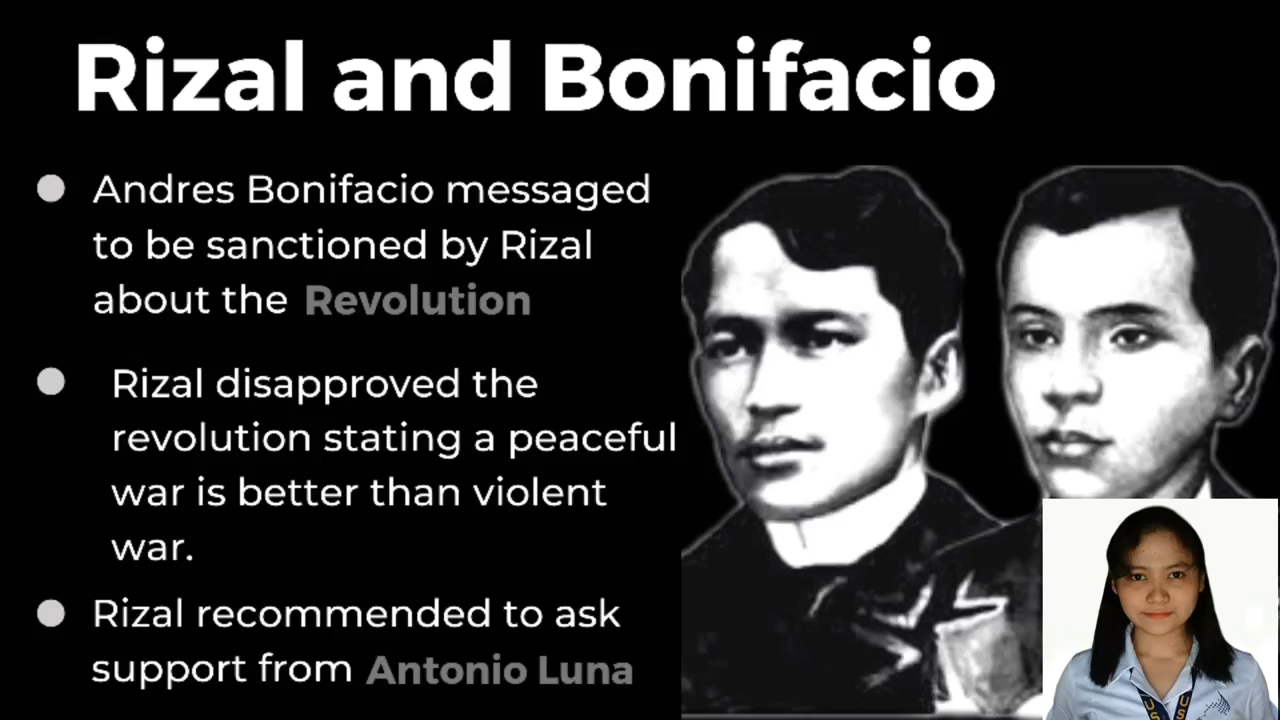 Rizal and Bonifacio
Andres Bonifacio messaged
to be sanctioned by Rizal
about the Revolution
Rizal disapproved the
revolution stating a peaceful
war is better than violent
war.
Rizal recommended to ask
support from Antonio Luna